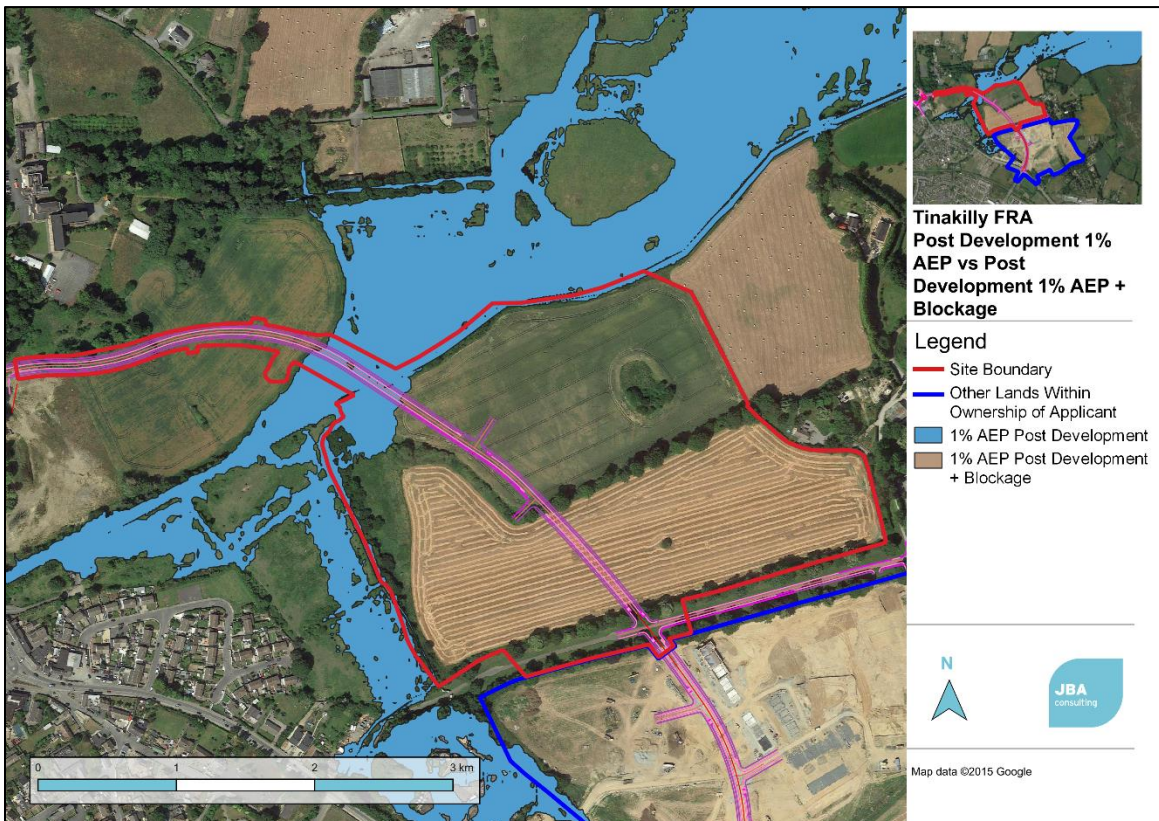 Tinakilly FRA
Post Development 1%
AEP vs Post
Development 1% AEP +
Blockage
Legend
Site Boundary
Other Lands Within
Ownership of Applicant
1% AEP Post Development
1% AEP Post Development
+ Blockage
N
JBA
consulting
Map data ©2015 Google
0 1 2 3 km